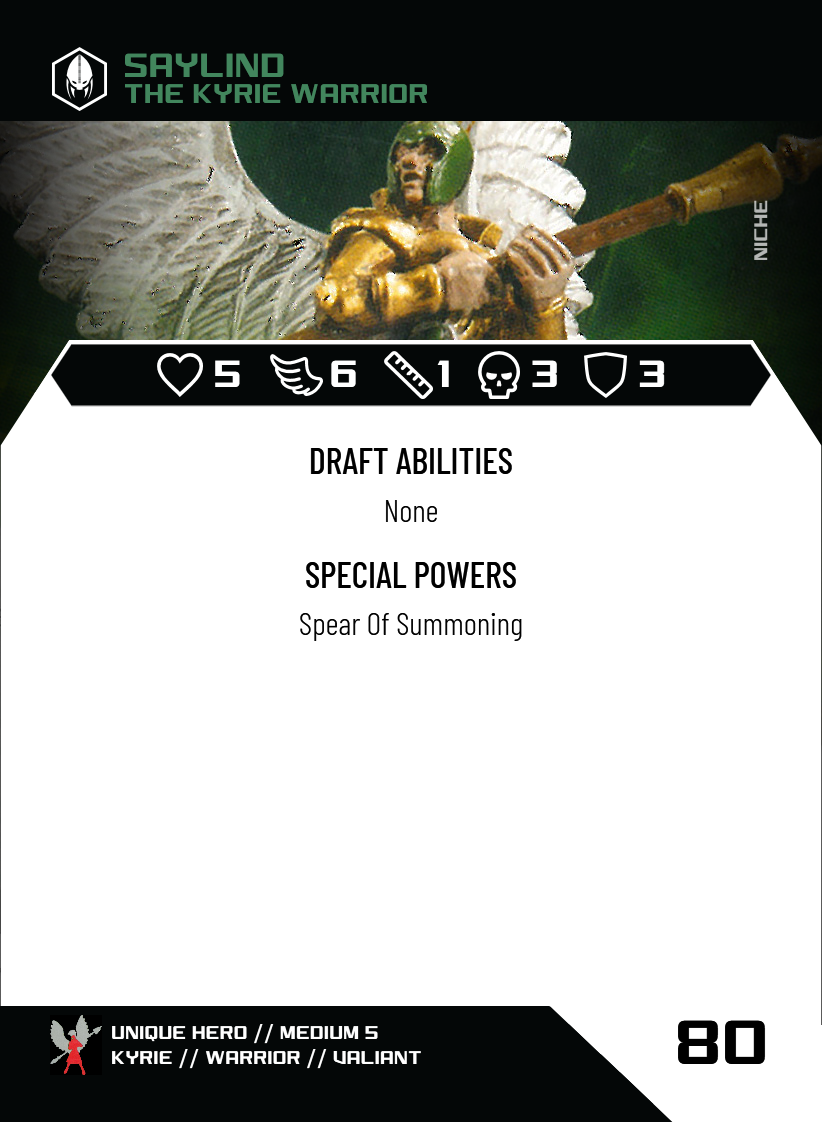 SAYLIND
THE KYRIE WARRIOR
NICHE
5 6 1 3 3
DRAFT ABILITIES
None
SPECIAL POWERS
Spear Of Summoning
UNIQUE HERO // MEDIUM 5
KYRIE // WARRIOR // VALIANT
80